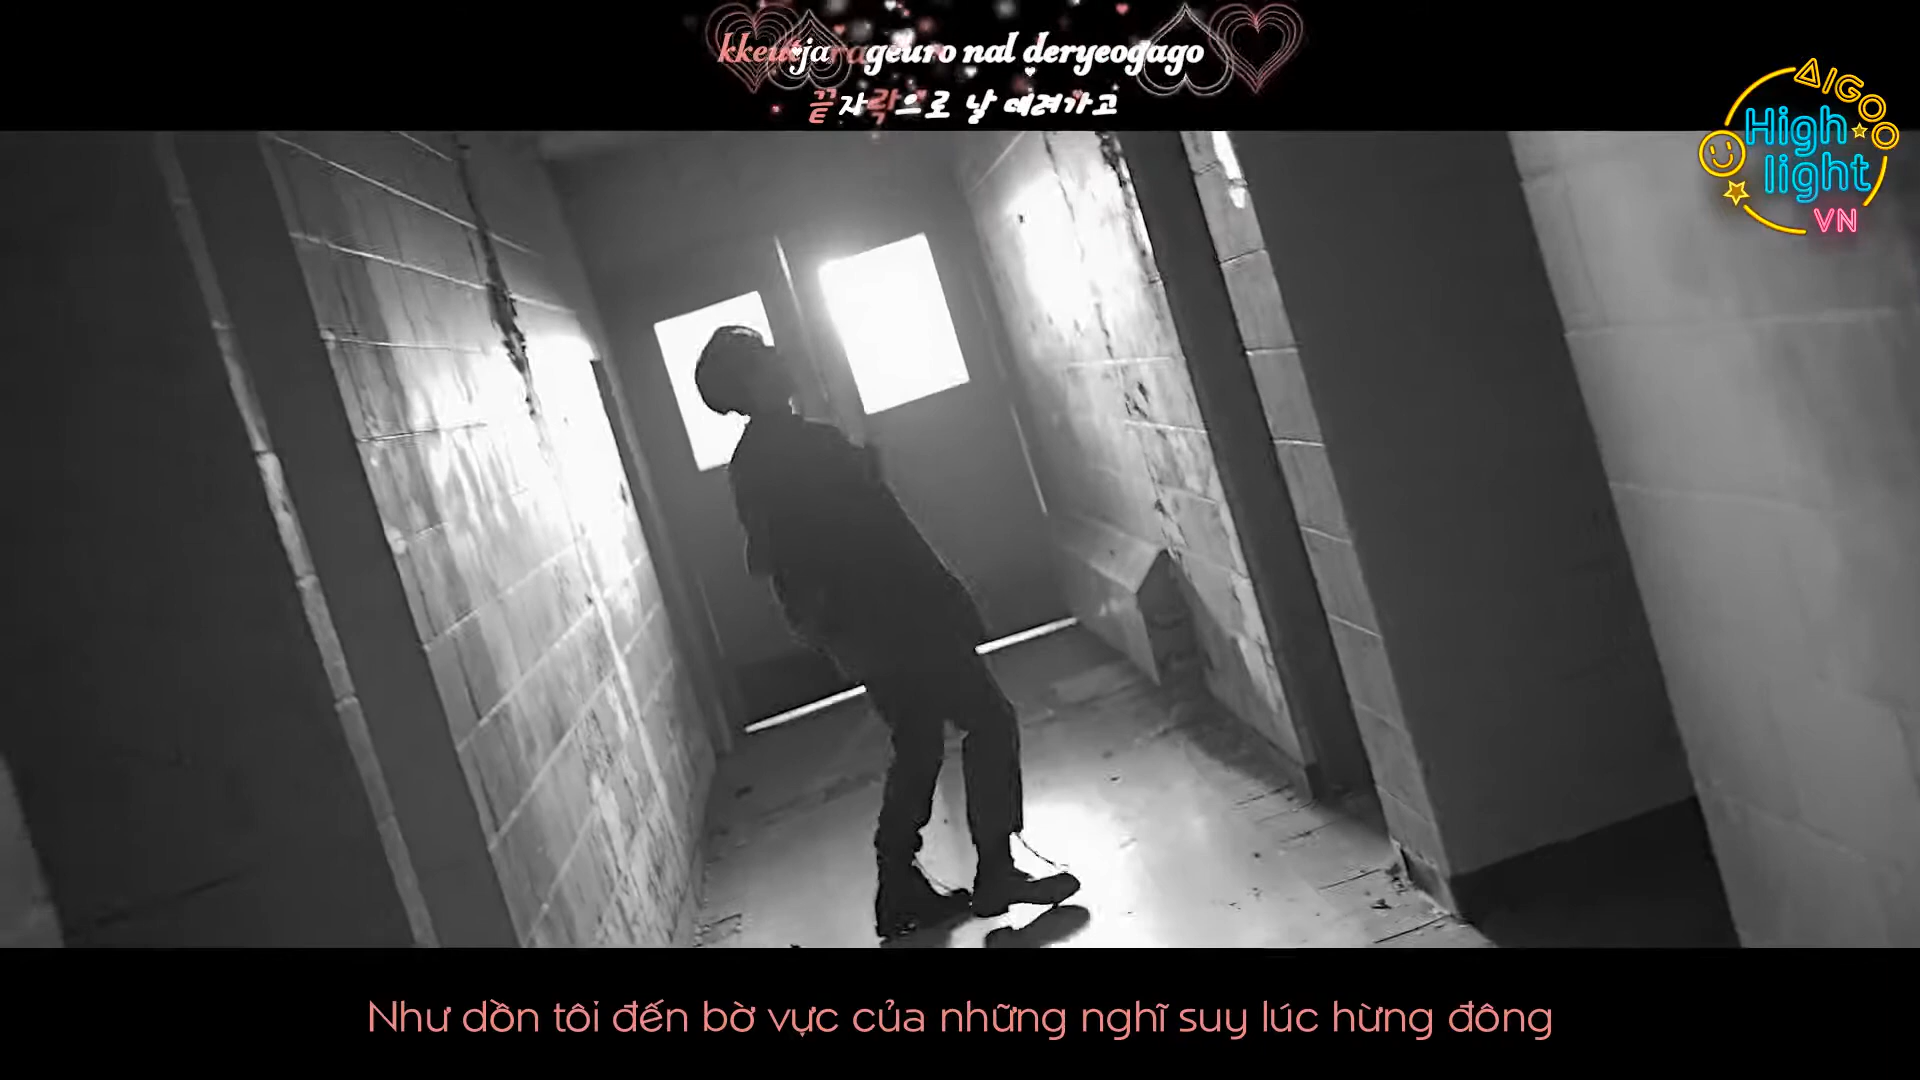 kkeutjarageuro nal deryeogago
끝자락으로 날 데려가고
AIGOO
High
light
VN
Như dồn tôi đến bờ vực của những nghĩ suy lúc hừng đông